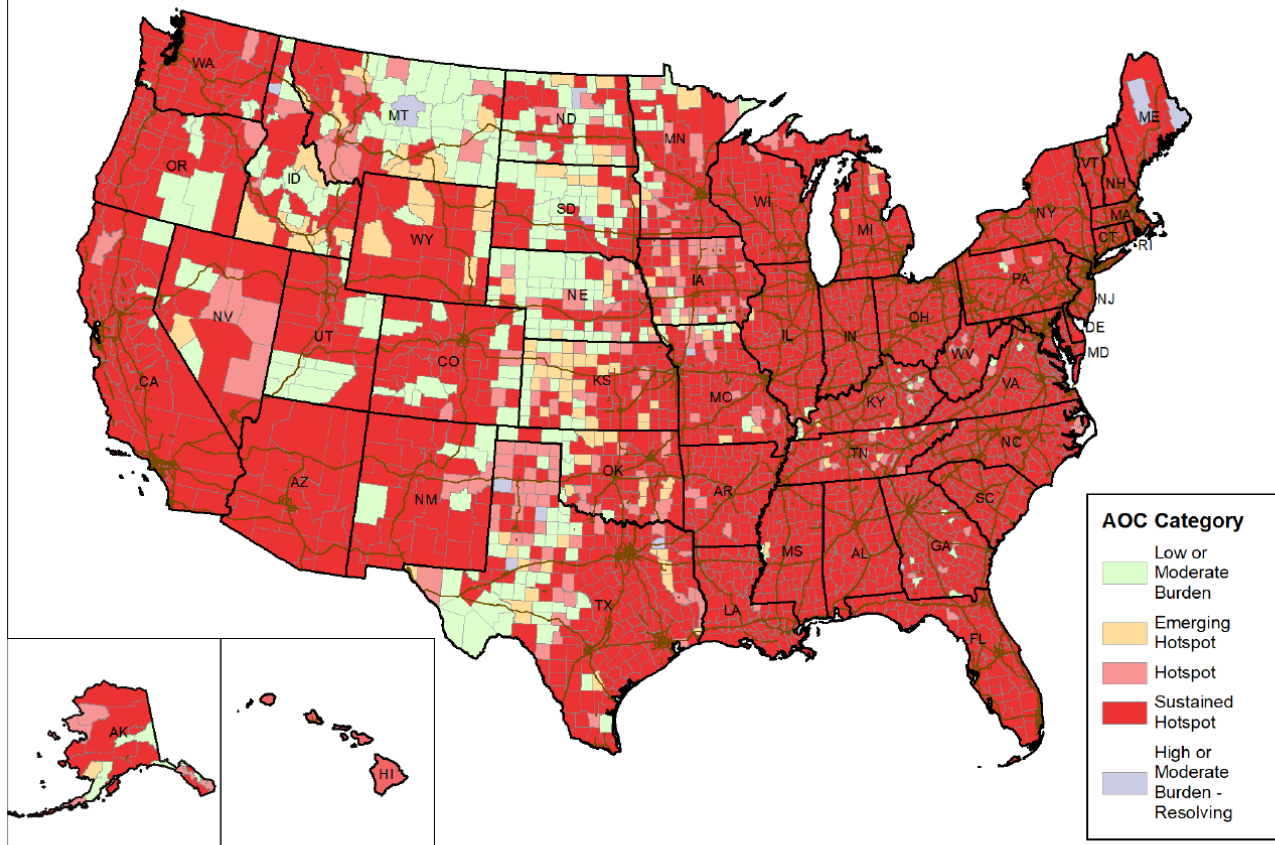 WA
MT
ND
MN
ME
OR
ID
SD
WI
VT
NH
NY
MA
CT
RI
WY
MI
IA
PA
NE
NJ
NV
UT
CO
IL
IN
OH
DE
MD
WV
CA
KS
MO
KY
VA
NC
TN
AZ
NM
OK
AR
SC
MS
AL
GA
TX
LA
FL
AK
HI
AOC Category
Low or
Moderate
Burden
Emerging
Hotspot
Hotspot
Sustained
Hotspot
High or
Moderate
Burden -
Resolving